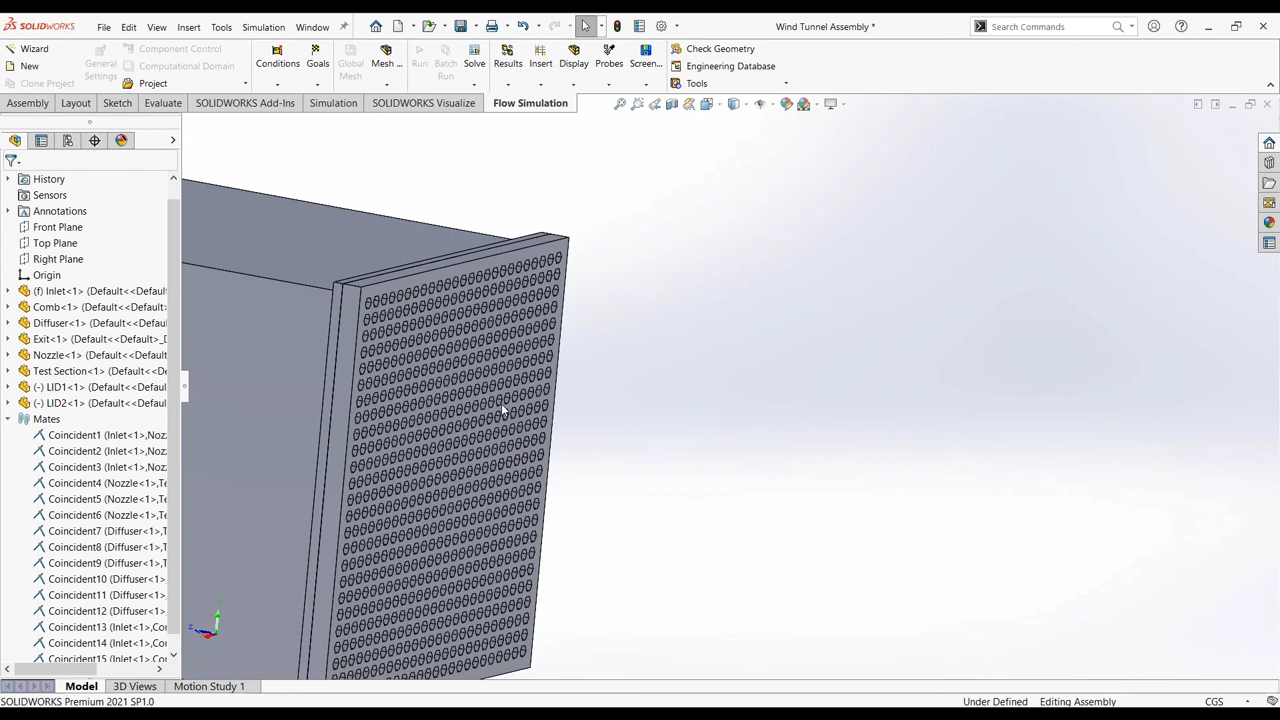 SOLIDWORKS File Edit View Insert Tools Simulation Window Wind Tunnel Assembly * Search Commands
Wizard
New
Clone Project
General Settings
Component Control
Computational Domain
Project
Conditions
Goals
Global Mesh
Mesh ...
Run
Batch Run
Solve
Results
Insert
Display
Probes
Screen...
Check Geometry
Engineering Database
Tools
Assembly Layout Sketch Evaluate SOLIDWORKS Add-Ins Simulation SOLIDWORKS Visualize Flow Simulation
History
Sensors
Annotations
Front Plane
Top Plane
Right Plane
Origin
(f) Inlet<1> (Default<<Defaul
Comb<1> (Default<<Default>
Diffuser<1> (Default<<Defaul
Exit<1> (Default<<Default>_D
Nozzle<1> (Default<<Default
Test Section<1> (Default<<De
(-) LID1<1> (Default<<Defaul
(-) LID2<1> (Default<<Defaul
Mates
Coincident1 (Inlet<1>,Noz
Coincident2 (Inlet<1>,Noz
Coincident3 (Inlet<1>,Noz
Coincident4 (Nozzle<1>,Te
Coincident5 (Nozzle<1>,Te
Coincident6 (Nozzle<1>,Te
Coincident7 (Diffuser<1>,T
Coincident8 (Diffuser<1>,T
Coincident9 (Diffuser<1>,T
Coincident10 (Diffuser<1>
Coincident11 (Diffuser<1>
Coincident12 (Diffuser<1>
Coincident13 (Inlet<1>,Co
Coincident14 (Inlet<1>,Co
Coincident15 (Inlet<1>,Co
z
Model 3D Views Motion Study 1
SOLIDWORKS Premium 2021 SP1.0 Under Defined Editing Assembly CGS